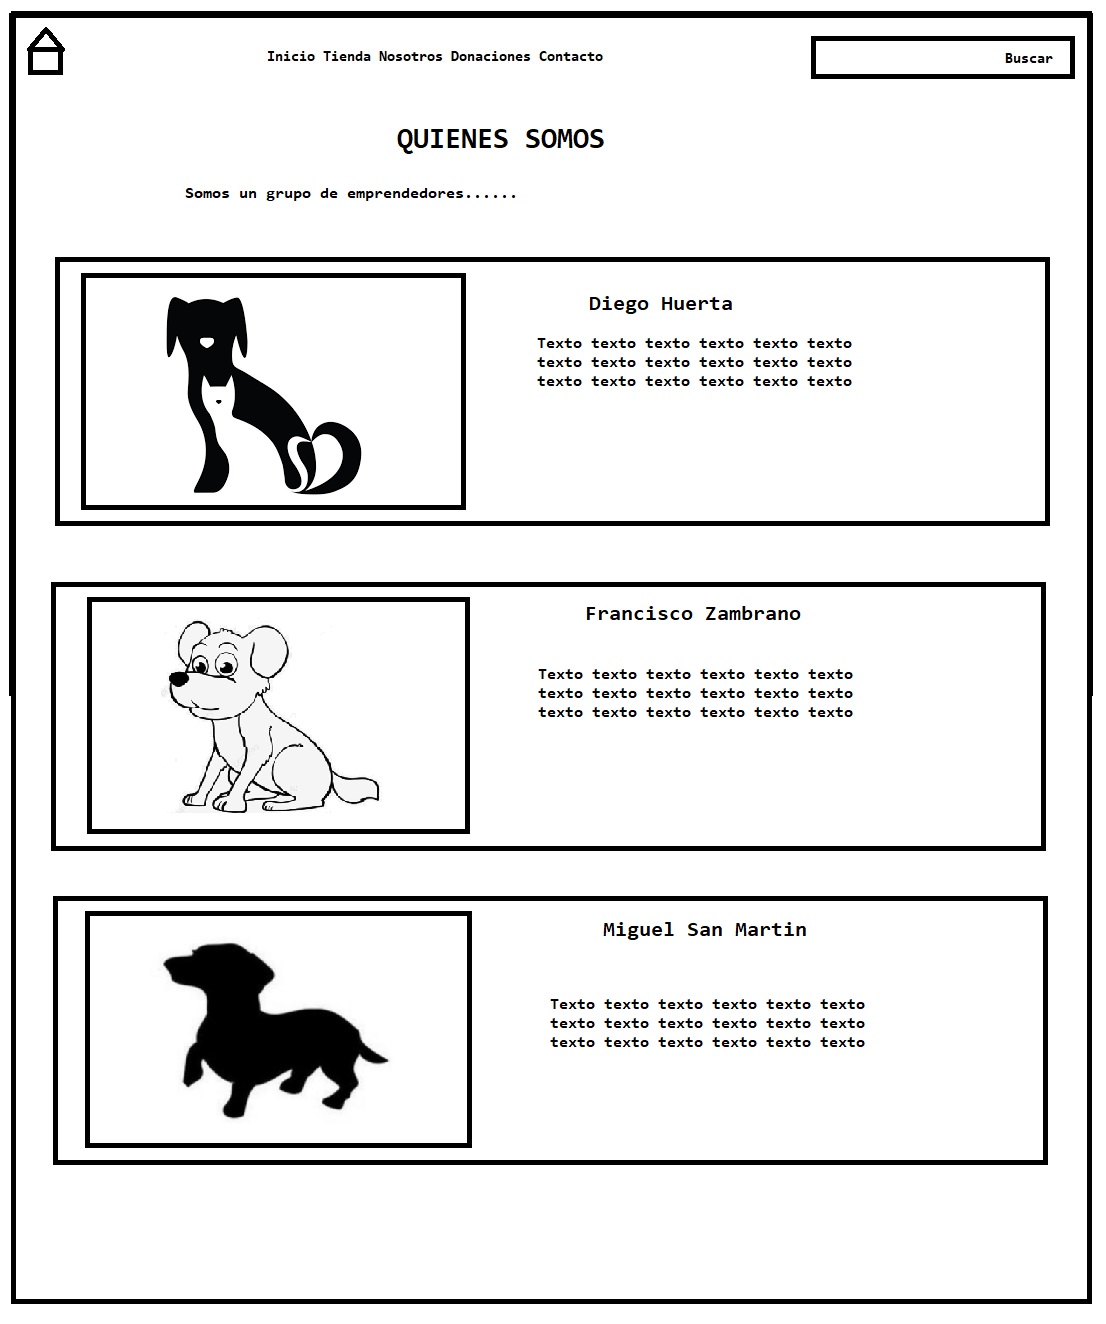 Inicio Tienda Nosotros Donaciones Contacto
Buscar
QUIENES SOMOS
Somos un grupo de emprendedores......
Diego Huerta
Texto texto texto texto texto texto
texto texto texto texto texto texto
texto texto texto texto texto texto
Francisco Zambrano
Texto texto texto texto texto texto
texto texto texto texto texto texto
texto texto texto texto texto texto
Miguel San Martin
Texto texto texto texto texto texto
texto texto texto texto texto texto
texto texto texto texto texto texto